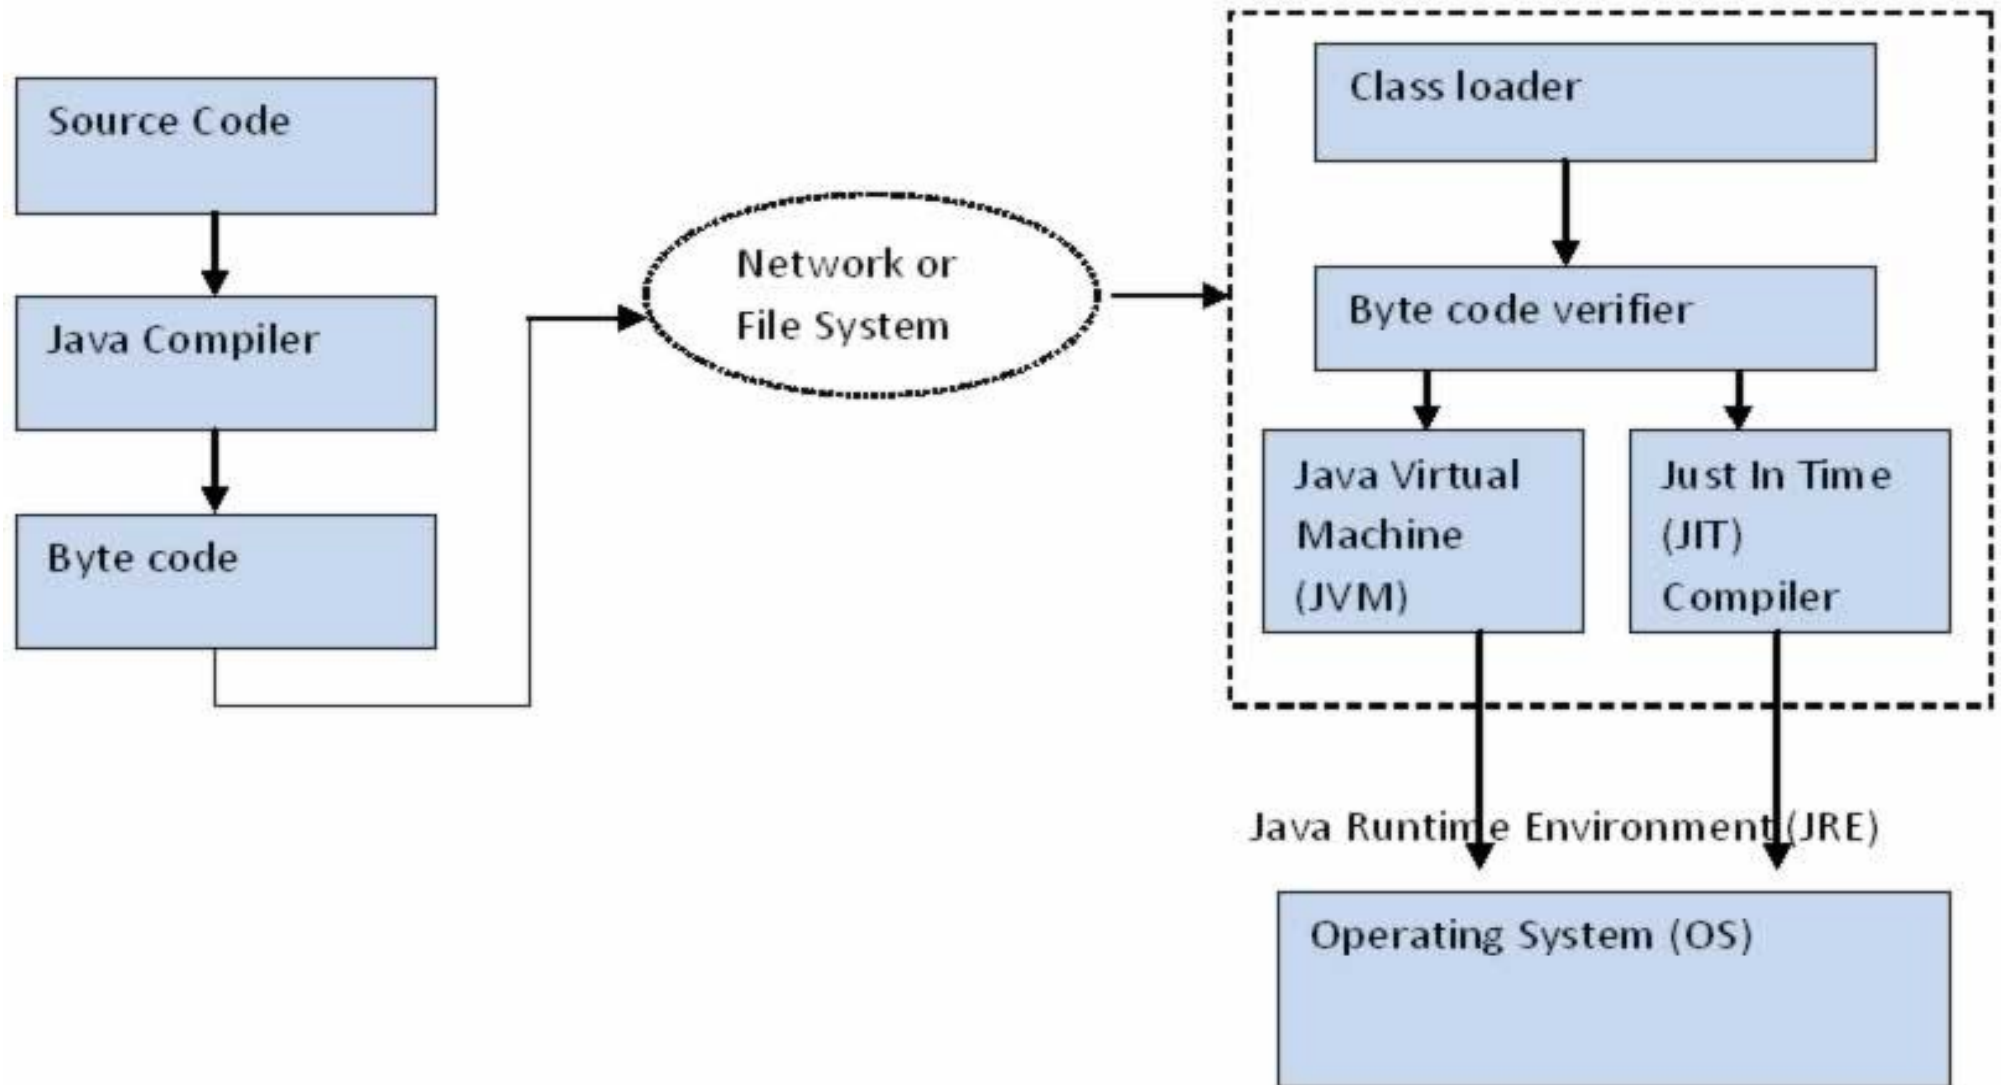 Source Code
Java Compiler
Byte code
Network or
File System
Class loader
Byte code verifier
Java Virtual
Machine
(JVM)
Just In Time
(JIT)
Compiler
Java Runtime Environment (JRE)
Operating System (OS)